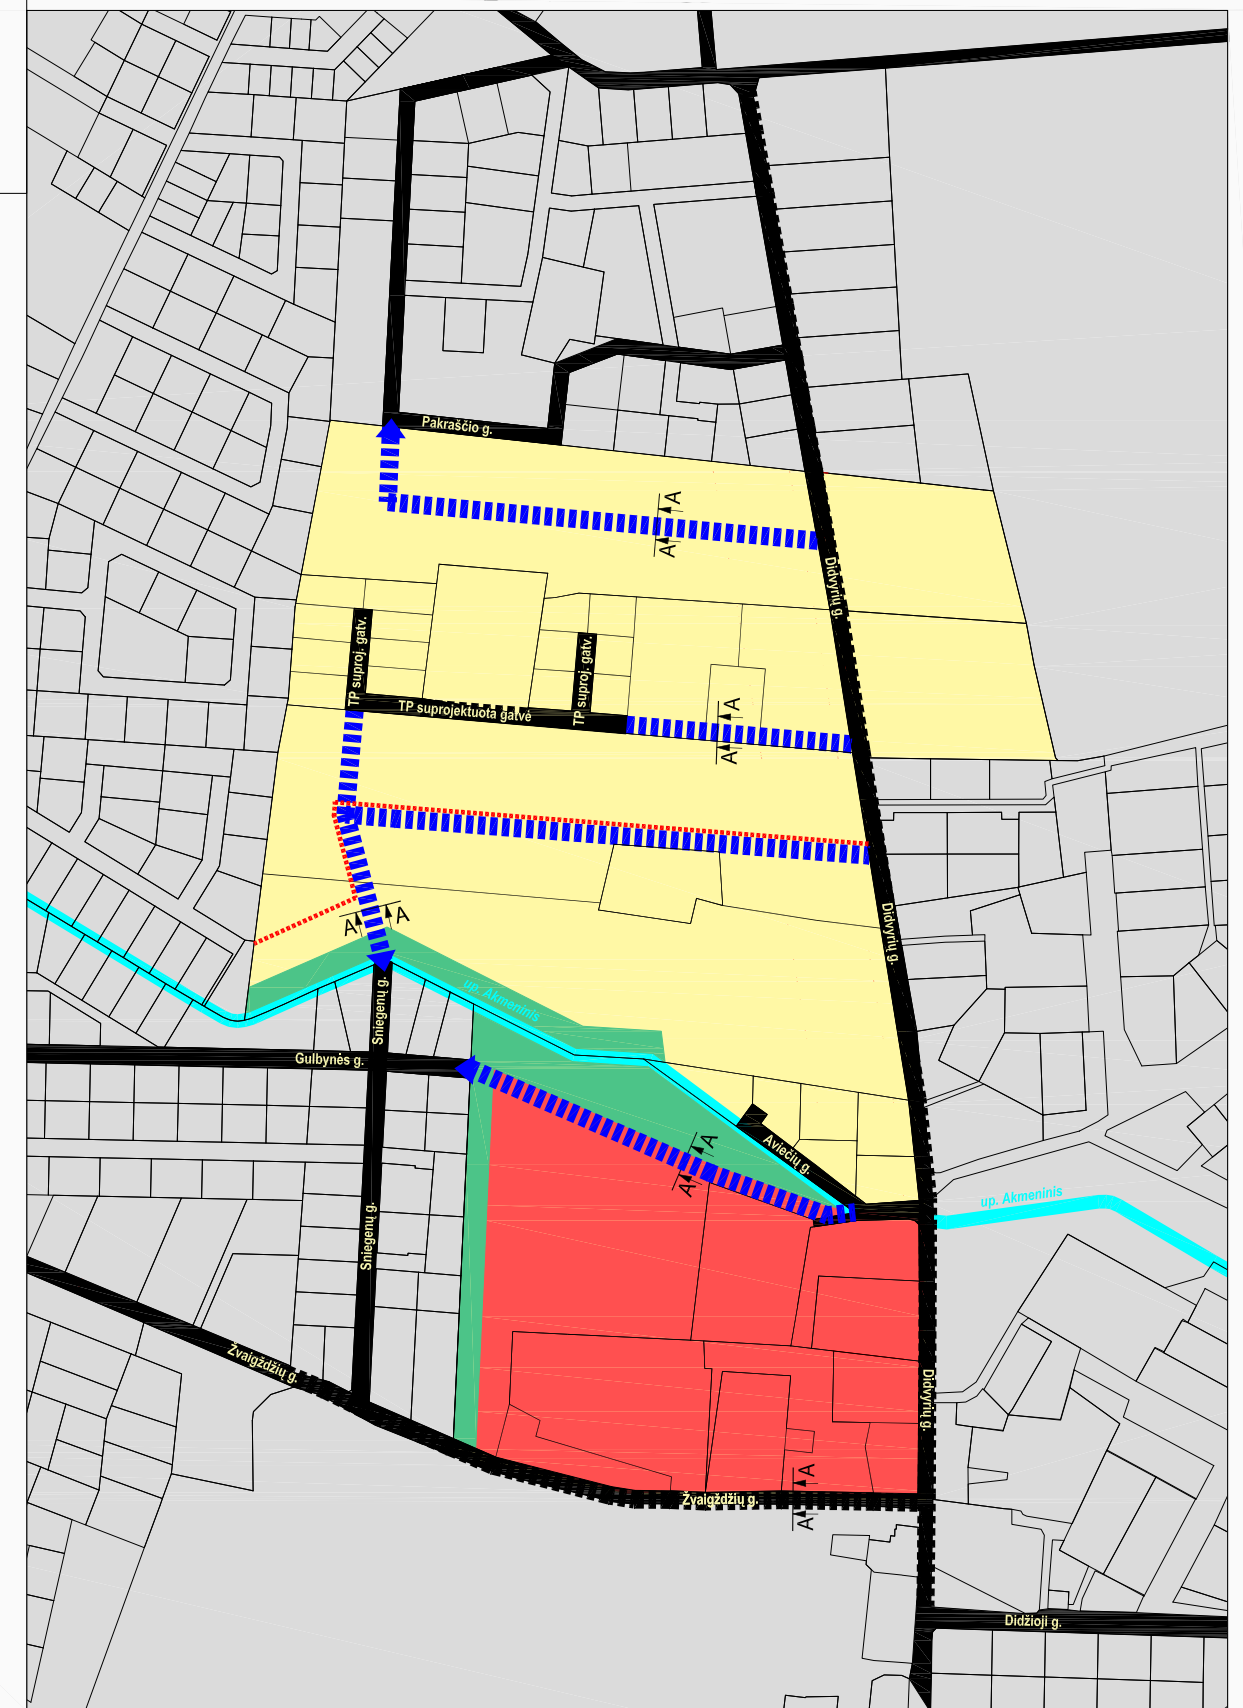 Pakraščio g.
A
A
Didvyrių g.
TP suproj. gatv.
TP suproj. gatv.
TP suprojektuota gatvė
A
A
Didvyrių g.
A
A
up. Akmeninis
Sniegenų g.
Gulbynės g.
A
A
Aviečių g.
up. Akmeninis
Sniegenų g.
Žvaigždžių g.
Didvyrių g.
A
Žvaigždžių g.
A
Didžioji g.